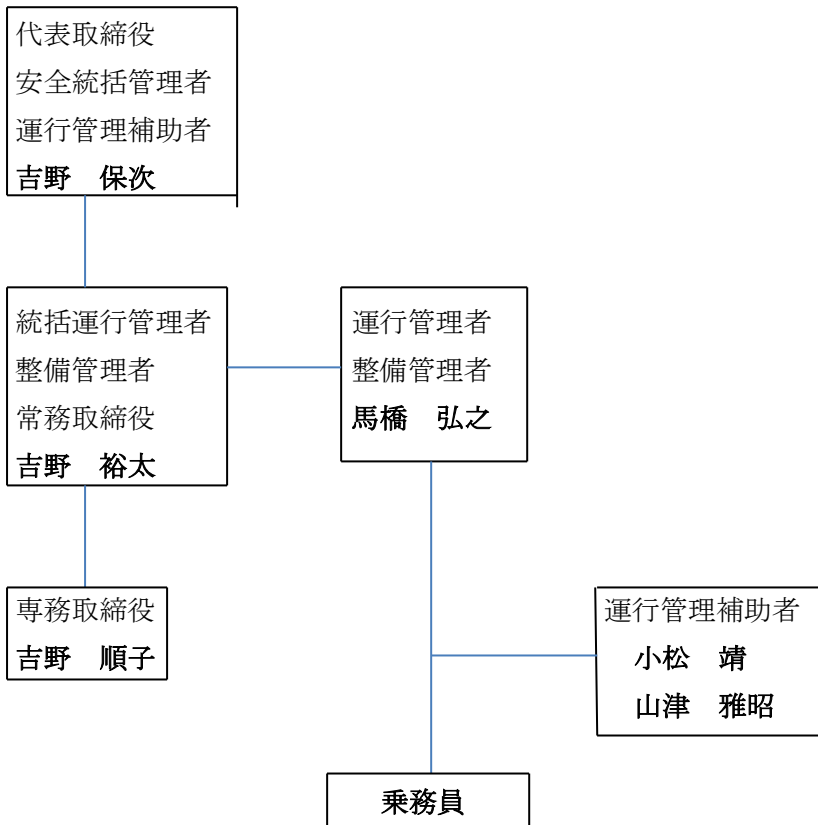 代表取締役
安全統括管理者
運行管理補助者
吉野　保次
統括運行管理者
整備管理者
常務取締役
吉野　裕太
運行管理者
整備管理者
馬橋　弘之
専務取締役
吉野　順子
運行管理補助者
小松　靖
山津　雅昭
乗務員